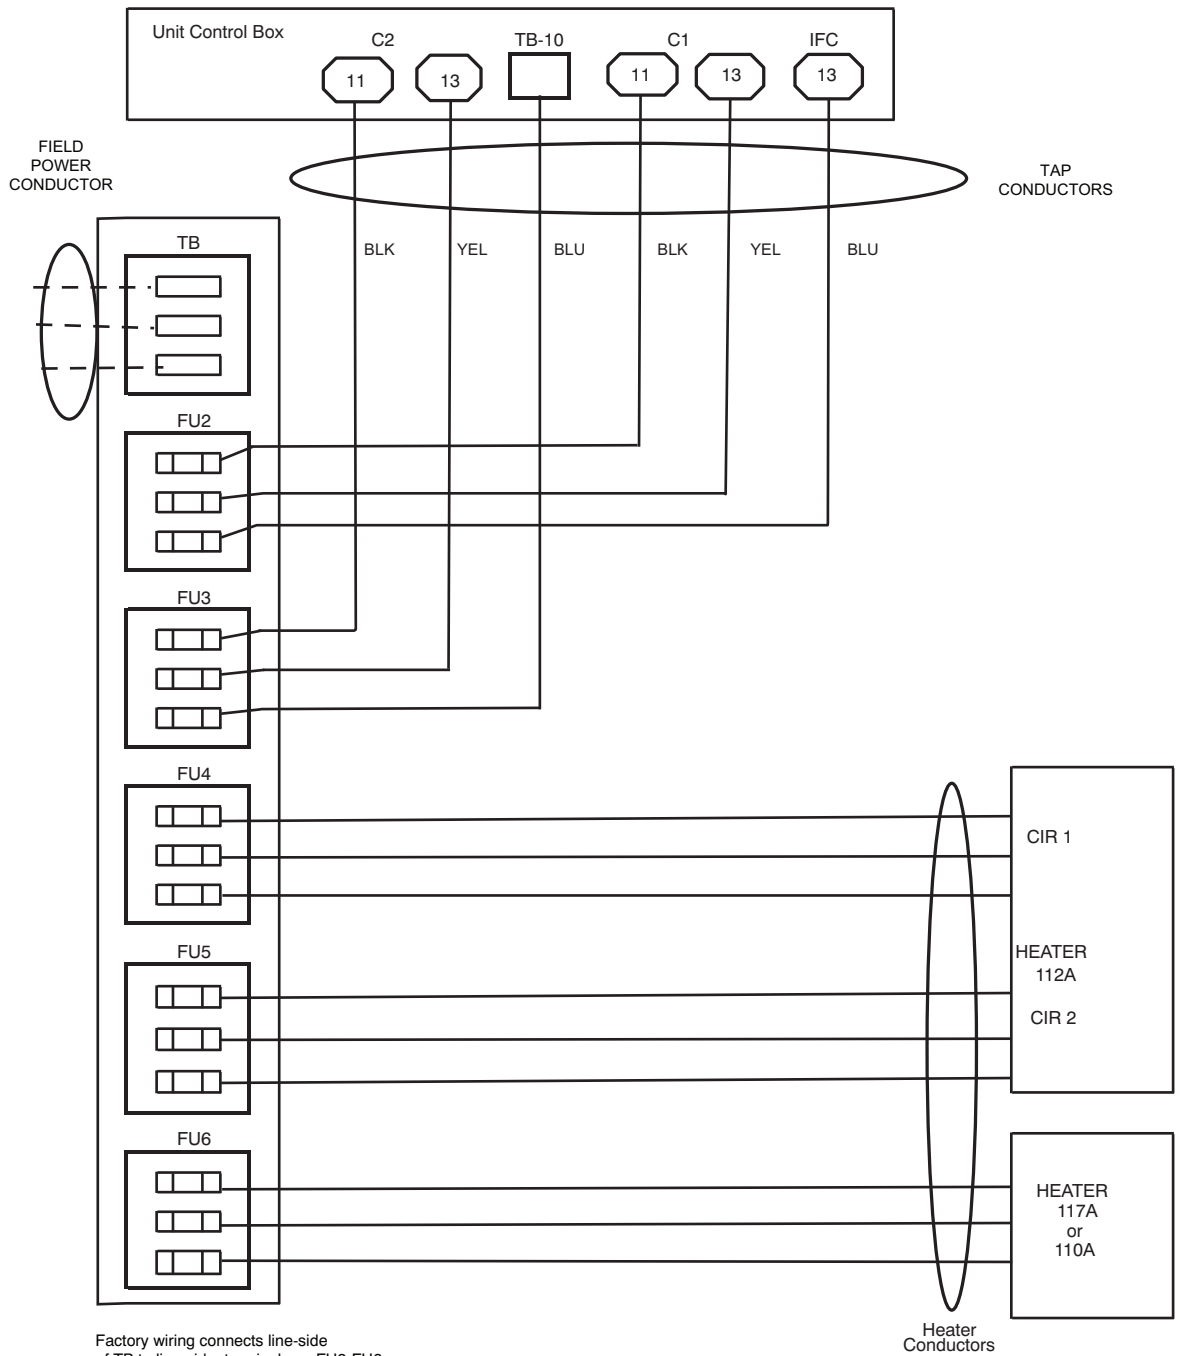 Unit Control Box
C2
TB-10
C1
IFC
11
13
11
13
13
FIELD
POWER
CONDUCTOR
TAP
CONDUCTORS
BLK
YEL
BLU
BLK
YEL
BLU
TB
FU2
FU3
FU4
CIR 1
FU5
HEATER
112A
CIR 2
FU6
HEATER
117A
or
110A
Heater
Conductors
Factory wiring connects line-side